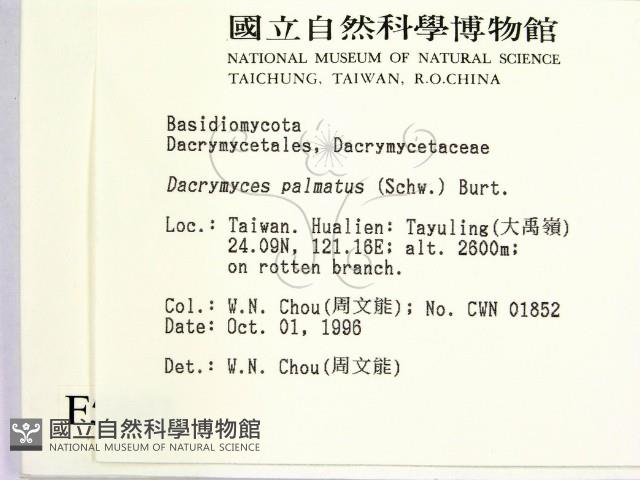 國立自然科學博物館
NATIONAL MUSEUM OF NATURAL SCIENCE
TAICHUNG, TAIWAN, R.O.CHINA
Basidiomycota
Dacrymycetales, Dacrymycetaceae
Dacrymyces palmatus (Schw.) Burt.
Loc.: Taiwan. Hualien: Tayuling(大禹嶺)
24.09N, 121.16E; alt. 2600m;
on rotten branch.
Col.: W.N. Chou(周文能); No. CWN 01852
Date: Oct. 01, 1996
Det.: W.N. Chou(周文能)
國立自然科學博物館
NATIONAL MUSEUM OF NATURAL SCIENCE